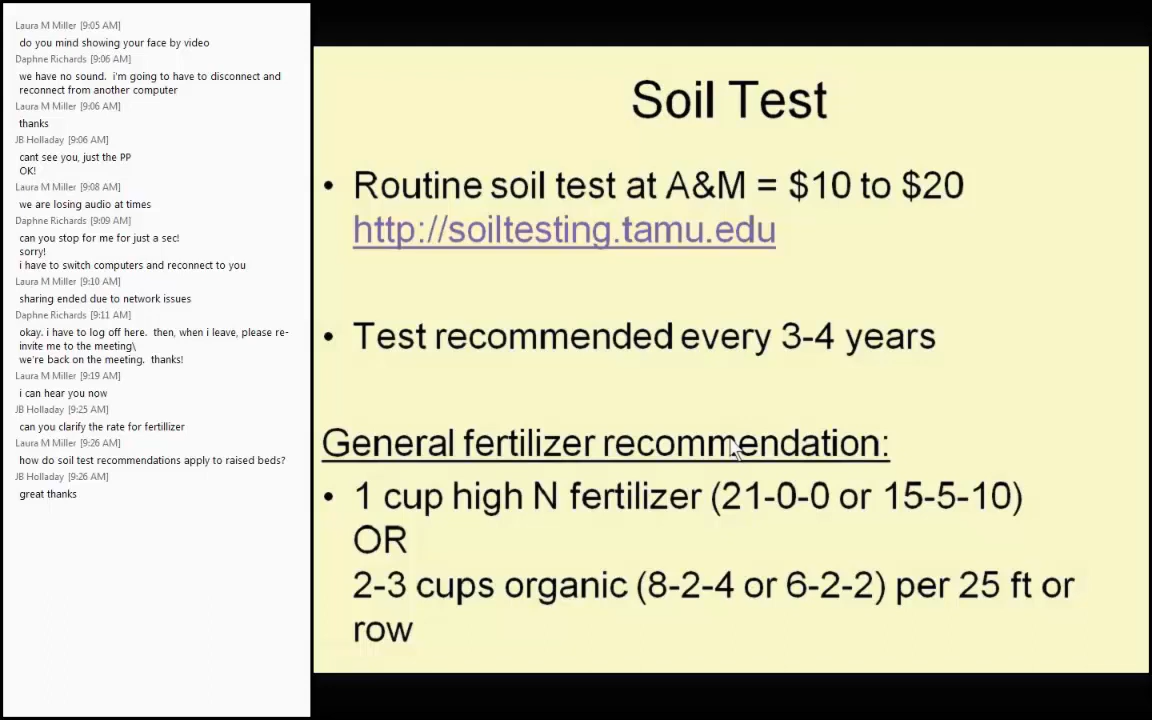 Laura M Miller [9:05 AM]
do you mind showing your face by video
Daphne Richards [9:06 AM]
we have no sound.  i'm going to have to disconnect and
reconnect from another computer
Laura M Miller [9:06 AM]
thanks
JB Holladay [9:06 AM]
cant see you, just the PP
OK!
Laura M Miller [9:08 AM]
we are losing audio at times
Daphne Richards [9:09 AM]
can you stop for me for just a sec!
sorry!
i have to switch computers and reconnect to you
Laura M Miller [9:10 AM]
sharing ended due to network issues
Daphne Richards [9:11 AM]
okay. i have to log off here.  then, when i leave, please re-
invite me to the meeting\
we're back on the meeting.  thanks!
Laura M Miller [9:19 AM]
i can hear you now
JB Holladay [9:25 AM]
can you clarify the rate for fertillizer
Laura M Miller [9:26 AM]
how do soil test recommendations apply to raised beds?
JB Holladay [9:26 AM]
great thanks
Soil Test
• Routine soil test at A&M = $10 to $20
http://soiltesting.tamu.edu
• Test recommended every 3-4 years
General fertilizer recommendation:
• 1 cup high N fertilizer (21-0-0 or 15-5-10)
OR
2-3 cups organic (8-2-4 or 6-2-2) per 25 ft or
row